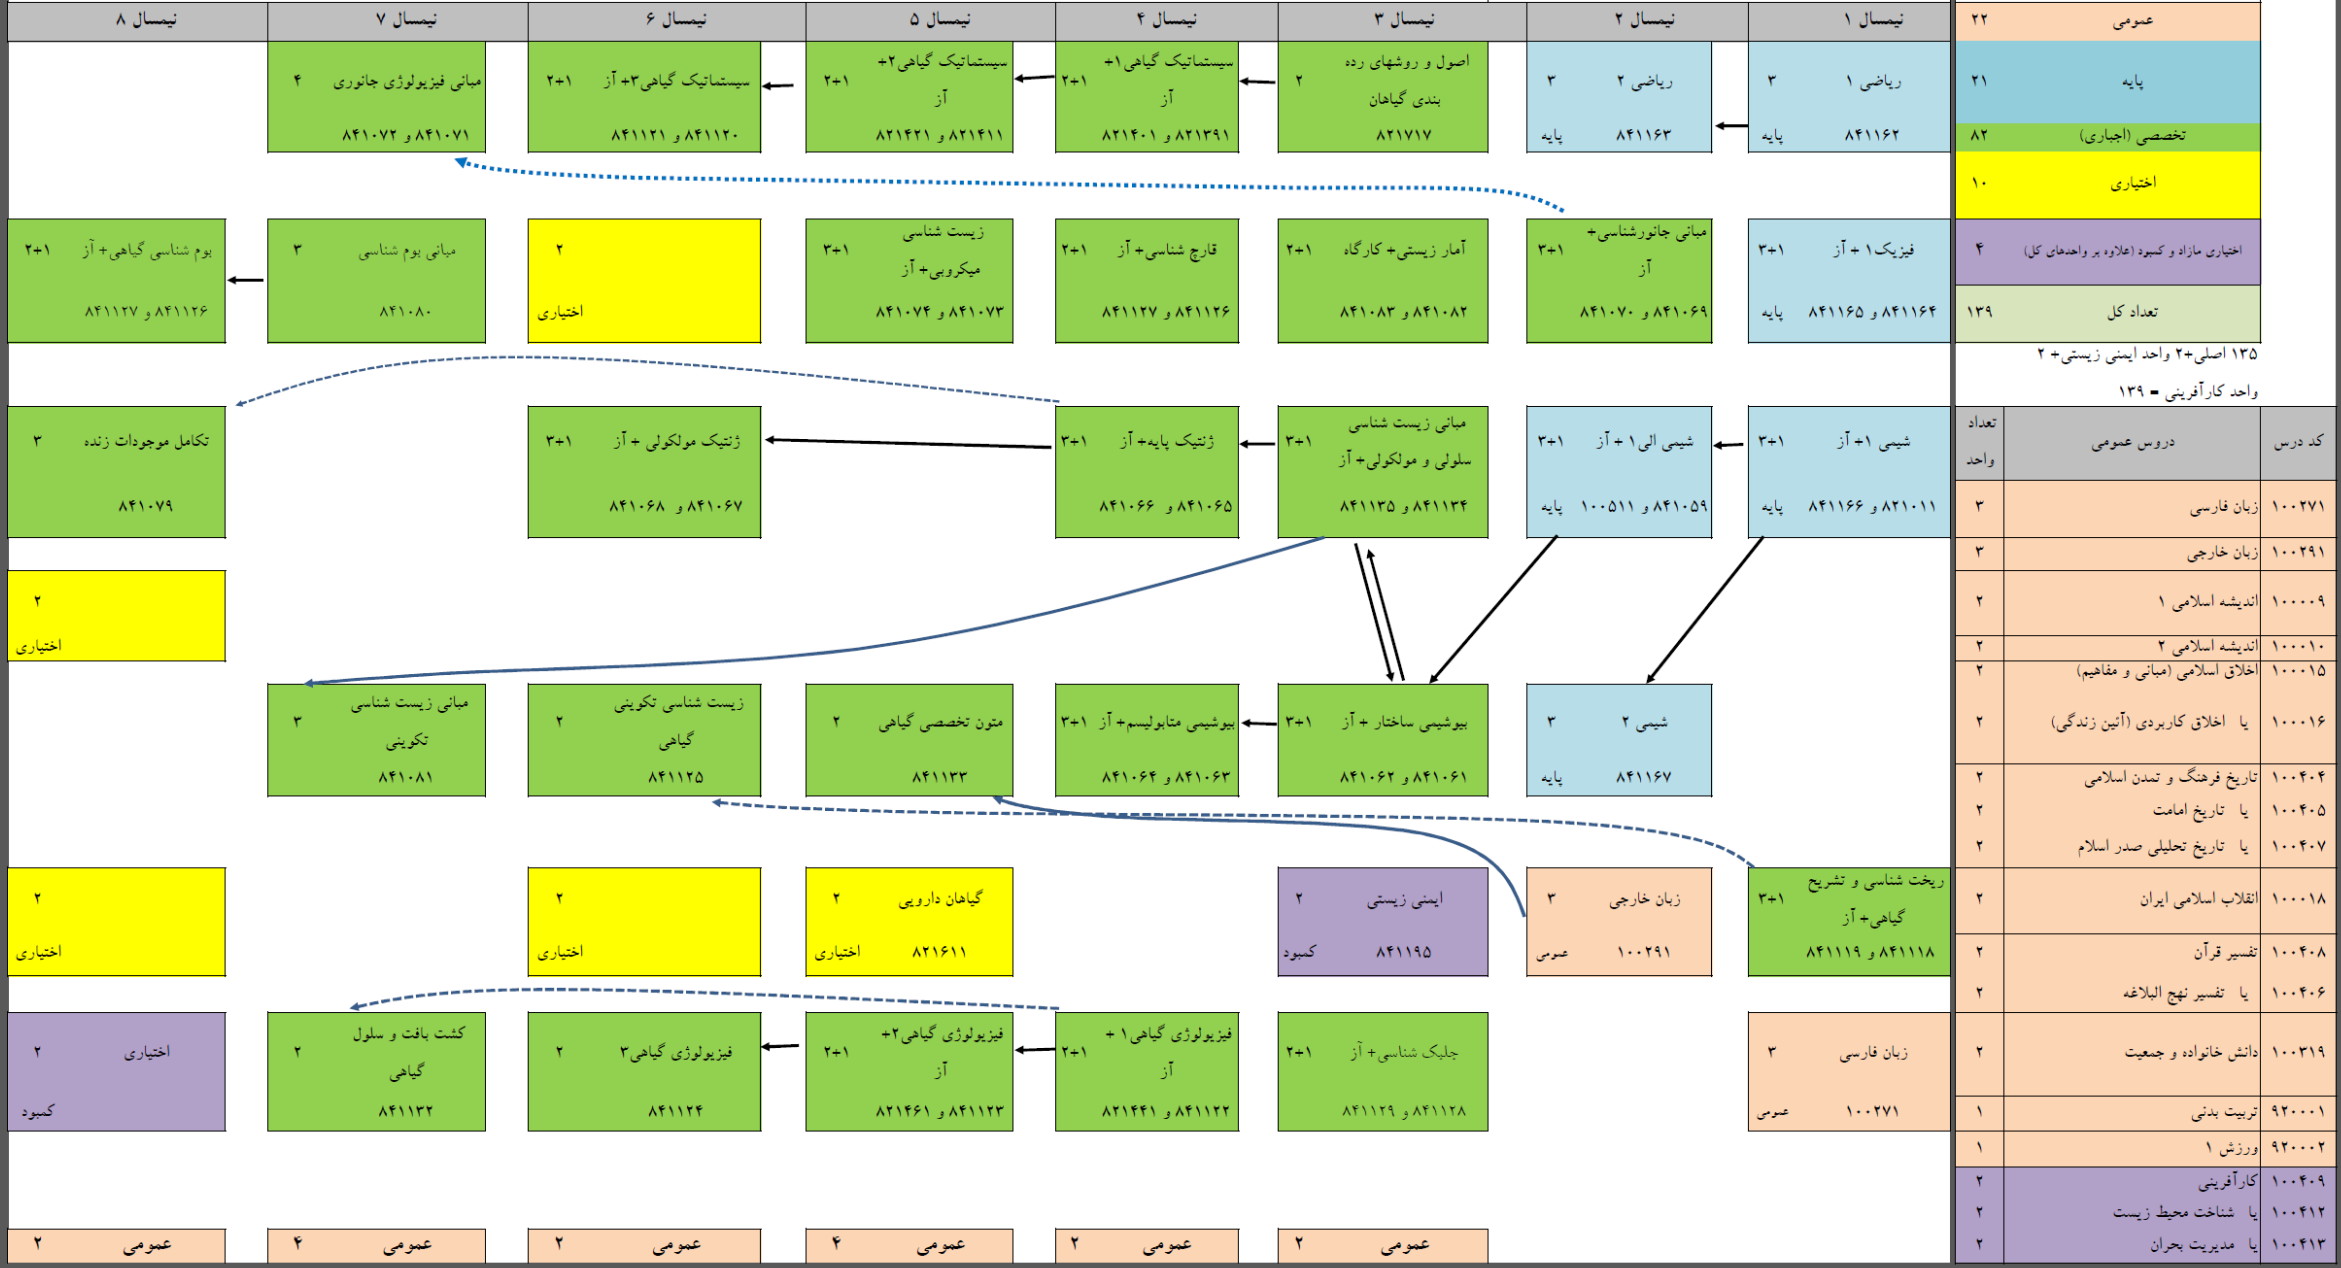 نیمسال ۱
نیمسال ۲
نیمسال ۳
نیمسال ۴
نیمسال ۵
نیمسال ۶
نیمسال ۷
نیمسال ۸
ریاضی ۱ ۳
۸۴۱۱۶۲ پایه
ریاضی ۲ ۳
۸۴۱۱۶۳ پایه
اصول و روشهای رده
بندی گیاهان ۲
۸۲۱۷۱۷
سیستماتیک گیاهی۱+
آز ۲+۱
۸۲۱۳۹۱ و ۸۲۱۴۰۱
سیستماتیک گیاهی۲+
آز ۲+۱
۸۲۱۴۱۱ و ۸۲۱۴۲۱
سیستماتیک گیاهی۳+ آز ۲+۱
۸۴۱۱۲۰ و ۸۴۱۱۲۱
مبانی فیزیولوژی جانوری ۴
۸۴۱۰۷۱ و ۸۴۱۰۷۲
فیزیک۱ + آز ۳+۱
۸۴۱۱۶۴ و ۸۴۱۱۶۵ پایه
مبانی جانورشناسی+
آز ۳+۱
۸۴۱۰۶۹ و ۸۴۱۰۷۰
آمار زیستی+ کارگاه ۲+۱
۸۴۱۰۸۲ و ۸۴۱۰۸۳
قارچ شناسی+ آز ۲+۱
۸۴۱۱۲۶ و ۸۴۱۱۲۷
زیست شناسی
میکروبی+ آز ۳+۱
۸۴۱۰۷۳ و ۸۴۱۰۷۴
۲
اختیاری
مبانی بوم شناسی ۳
۸۴۱۰۸۰
بوم شناسی گیاهی+ آز ۲+۱
۸۴۱۱۲۶ و ۸۴۱۱۲۷
شیمی ۱+ آز ۳+۱
۸۲۱۰۱۱ و ۸۴۱۱۶۶ پایه
شیمی الی۱ + آز ۳+۱
۸۴۱۰۵۹ و ۱۰۰۵۱۱ پایه
مبانی زیست شناسی
سلولی و مولکولی+ آز ۳+۱
۸۴۱۱۳۴ و ۸۴۱۱۳۵
ژنتیک پایه+ آز ۳+۱
۸۴۱۰۶۵ و ۸۴۱۰۶۶
ژنتیک مولکولی + آز ۳+۱
۸۴۱۰۶۷ و ۸۴۱۰۶۸
تکامل موجودات زنده ۳
۸۴۱۰۷۹
۲
اختیاری
شیمی ۲ ۳
۸۴۱۱۶۷ پایه
بیوشیمی ساختار + آز ۳+۱
۸۴۱۰۶۱ و ۸۴۱۰۶۲
بیوشیمی متابولیسم+ آز ۳+۱
۸۴۱۰۶۳ و ۸۴۱۰۶۴
متون تخصصی گیاهی ۲
۸۴۱۱۳۳
زیست شناسی تکوینی
گیاهی ۲
۸۴۱۱۲۵
مبانی زیست شناسی
تکوینی ۳
۸۴۱۰۸۱
ریخت شناسی و تشریح
گیاهی+ آز ۳+۱
۸۴۱۱۱۸ و ۸۴۱۱۱۹
زبان خارجی ۳
۱۰۰۲۹۱ عمومی
ایمنی زیستی ۲
۸۴۱۱۹۵ کمبود
گیاهان دارویی ۲
۸۲۱۶۱۱ اختیاری
۲
اختیاری
۲
اختیاری
زبان فارسی ۳
۱۰۰۲۷۱ عمومی
جلبک شناسی+ آز ۲+۱
۸۴۱۱۲۸ و ۸۴۱۱۲۹
فیزیولوژی گیاهی۱ +
آز ۲+۱
۸۴۱۱۲۲ و ۸۲۱۴۴۱
فیزیولوژی گیاهی۲+
آز ۲+۱
۸۴۱۱۲۳ و ۸۲۱۴۶۱
فیزیولوژی گیاهی۳ ۲
۸۴۱۱۲۴
کشت بافت و سلول
گیاهی ۲
۸۴۱۱۳۲
اختیاری ۲
کمبود
عمومی ۲
عمومی ۲
عمومی ۴
عمومی ۲
عمومی ۴
عمومی ۲
عمومی ۲۲
پایه ۲۱
تخصصی (اجباری) ۸۲
اختیاری ۱۰
اختیاری مازاد و کمبود (علاوه بر واحدهای کل) ۴
تعداد کل ۱۳۹
۱۳۵ اصلی+۲ واحد ایمنی زیستی+ ۲
واحد کارآفرینی = ۱۳۹
کد درس دروس عمومی تعداد واحد
۱۰۰۲۷۱ زبان فارسی ۳
۱۰۰۲۹۱ زبان خارجی ۳
۱۰۰۰۰۹ اندیشه اسلامی ۱ ۲
۱۰۰۰۱۰ اندیشه اسلامی ۲ ۲
۱۰۰۰۱۵ اخلاق اسلامی (مبانی و مفاهیم) ۲
۱۰۰۰۱۶ یا اخلاق کاربردی (آئین زندگی) ۲
۱۰۰۴۰۴ تاریخ فرهنگ و تمدن اسلامی ۲
۱۰۰۴۰۵ یا تاریخ امامت ۲
۱۰۰۴۰۷ یا تاریخ تحلیلی صدر اسلام ۲
۱۰۰۰۱۸ انقلاب اسلامی ایران ۲
۱۰۰۴۰۸ تفسیر قرآن ۲
۱۰۰۴۰۶ یا تفسیر نهج البلاغه ۲
۱۰۰۳۱۹ دانش خانواده و جمعیت ۲
۹۲۰۰۰۱ تربیت بدنی ۱
۹۲۰۰۰۲ ورزش ۱ ۱
۱۰۰۴۰۹ کارآفرینی ۲
۱۰۰۴۱۲ یا شناخت محیط زیست ۲
۱۰۰۴۱۳ یا مدیریت بحران ۲